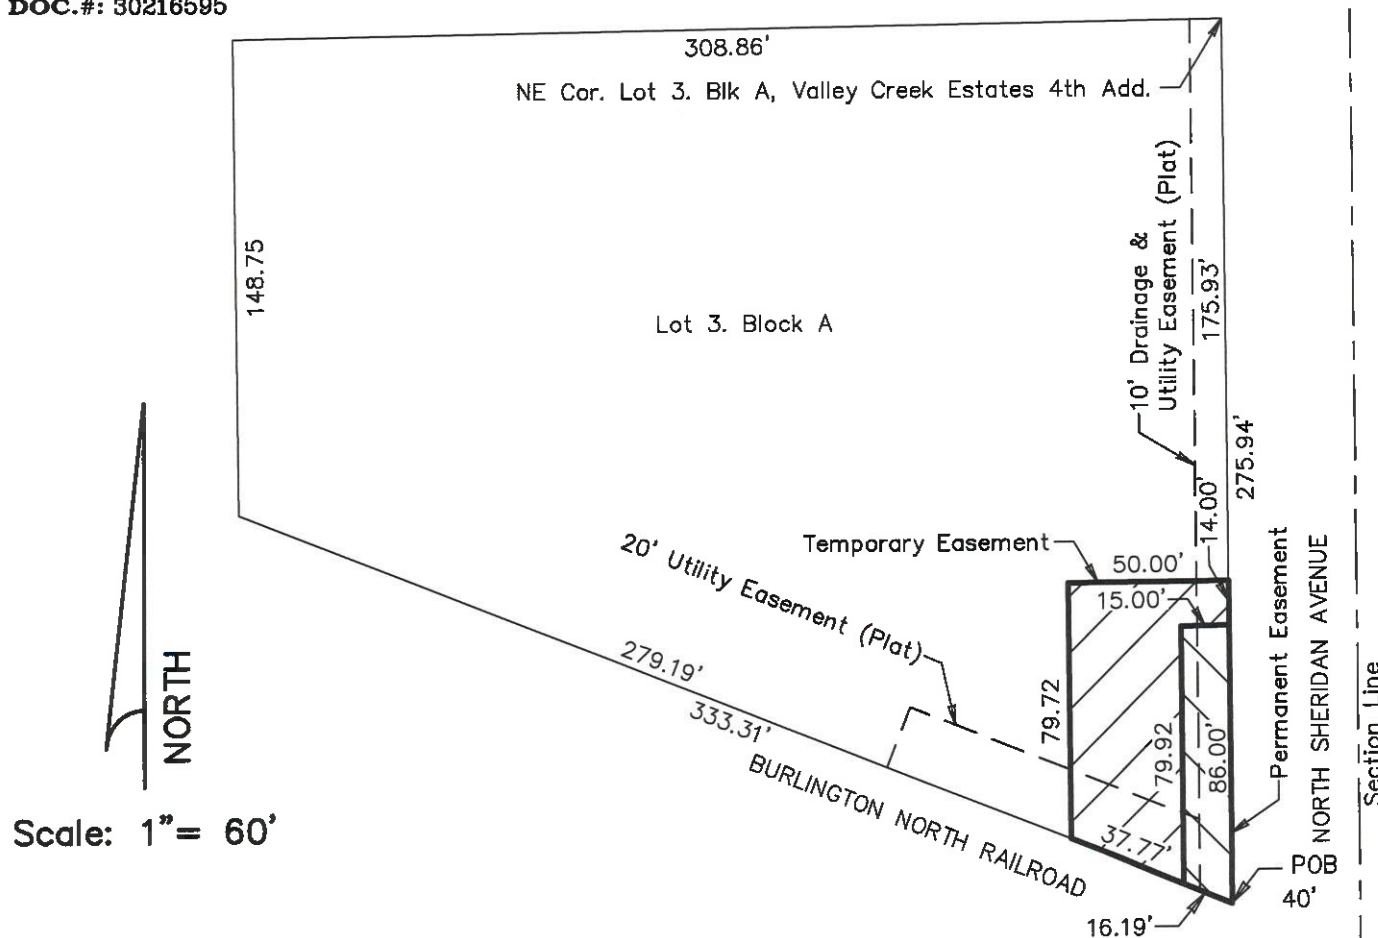 DOC.#: 30216595
308.86'
NE Cor. Lot 3. Blk A, Valley Creek Estates 4th Add.
148.75
Lot 3. Block A
10' Drainage &
Utility Easement (Plat)
175.93'
275.94'
14.00'
Temporary Easement
50.00'
15.00'
20' Utility Easement (Plat)
279.19'
333.31'
BURLINGTON NORTH RAILROAD
79.72
79.92
86.00'
37.77'
16.19'
Permanent Easement
NORTH SHERIDAN AVENUE
Section Line
POB
40'
NORTH
Scale: 1"= 60'